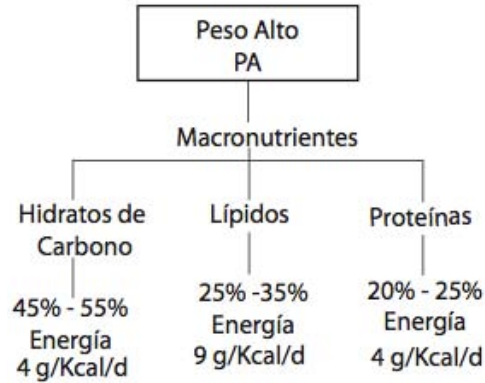 Peso Alto
PA
Macronutrientes
Hidratos de
Carbono
45% - 55%
Energía
4 g/Kcal/d
Lípidos
25% -35%
Energía
9 g/Kcal/d
Proteínas
20% - 25%
Energía
4 g/Kcal/d